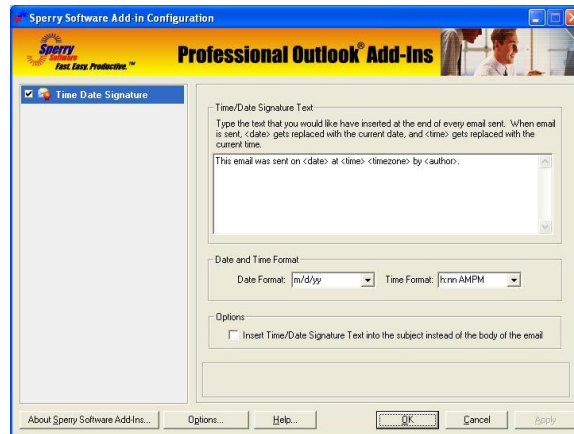 Sperry Software Add-in Configuration
Sperry
Software
Fast. Easy. Productive. ™
Professional Outlook® Add-Ins
Time Date Signature
Time/Date Signature Text
Type the text that you would like have inserted at the end of every email sent. When email
is sent, <date> gets replaced with the current date, and <time> gets replaced with the
current time.
This email was sent on <date> at <time> <timezone> by <author>.
Date and Time Format
Date Format: m/d/yy Time Format: h:nn AMPM
Options
Insert Time/Date Signature Text into the subject instead of the body of the email
About Sperry Software Add-Ins... Options... Help... OK Cancel Apply